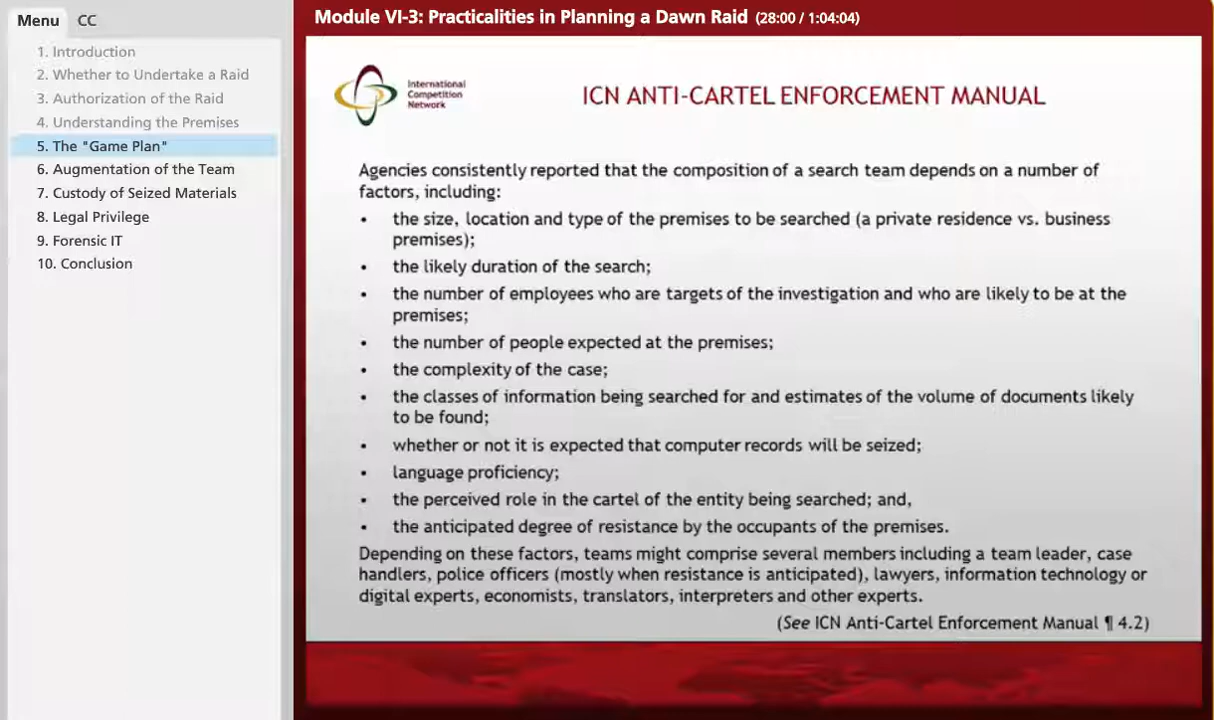 Menu CC
1. Introduction
2. Whether to Undertake a Raid
3. Authorization of the Raid
4. Understanding the Premises
5. The "Game Plan"
6. Augmentation of the Team
7. Custody of Seized Materials
8. Legal Privilege
9. Forensic IT
10. Conclusion
Module VI-3: Practicalities in Planning a Dawn Raid (28:00 / 1:04:04)
International
Competition
Network
ICN ANTI-CARTEL ENFORCEMENT MANUAL
Agencies consistently reported that the composition of a search team depends on a number of
factors, including:
• the size, location and type of the premises to be searched (a private residence vs. business
premises);
• the likely duration of the search;
• the number of employees who are targets of the investigation and who are likely to be at the
premises;
• the number of people expected at the premises;
• the complexity of the case;
• the classes of information being searched for and estimates of the volume of documents likely
to be found;
• whether or not it is expected that computer records will be seized;
• language proficiency;
• the perceived role in the cartel of the entity being searched; and,
• the anticipated degree of resistance by the occupants of the premises.
Depending on these factors, teams might comprise several members including a team leader, case
handlers, police officers (mostly when resistance is anticipated), lawyers, information technology or
digital experts, economists, translators, interpreters and other experts.
(See ICN Anti-Cartel Enforcement Manual ¶ 4.2)